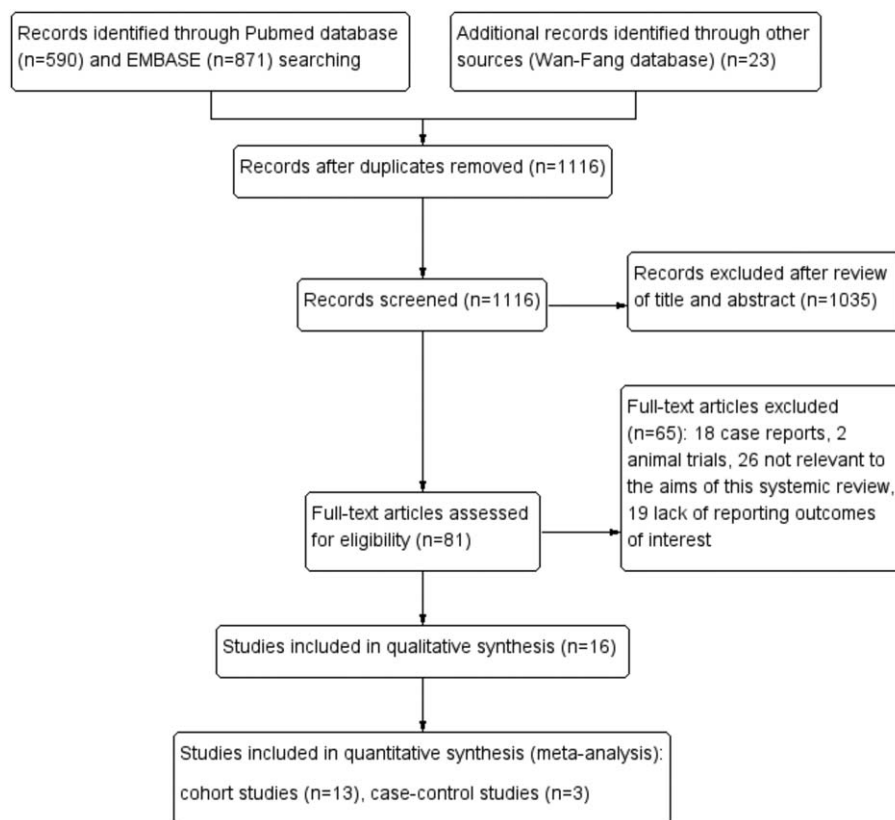 Records identified through Pubmed database
(n=590) and EMBASE (n=871) searching
Additional records identified through other
sources (Wan-Fang database) (n=23)
Records after duplicates removed (n=1116)
Records screened (n=1116)
Records excluded after review
of title and abstract (n=1035)
Full-text articles excluded
(n=65): 18 case reports, 2
animal trials, 26 not relevant to
the aims of this systemic review,
19 lack of reporting outcomes
of interest
Full-text articles assessed
for eligibility (n=81)
Studies included in qualitative synthesis (n=16)
Studies included in quantitative synthesis (meta-analysis):
cohort studies (n=13), case-control studies (n=3)